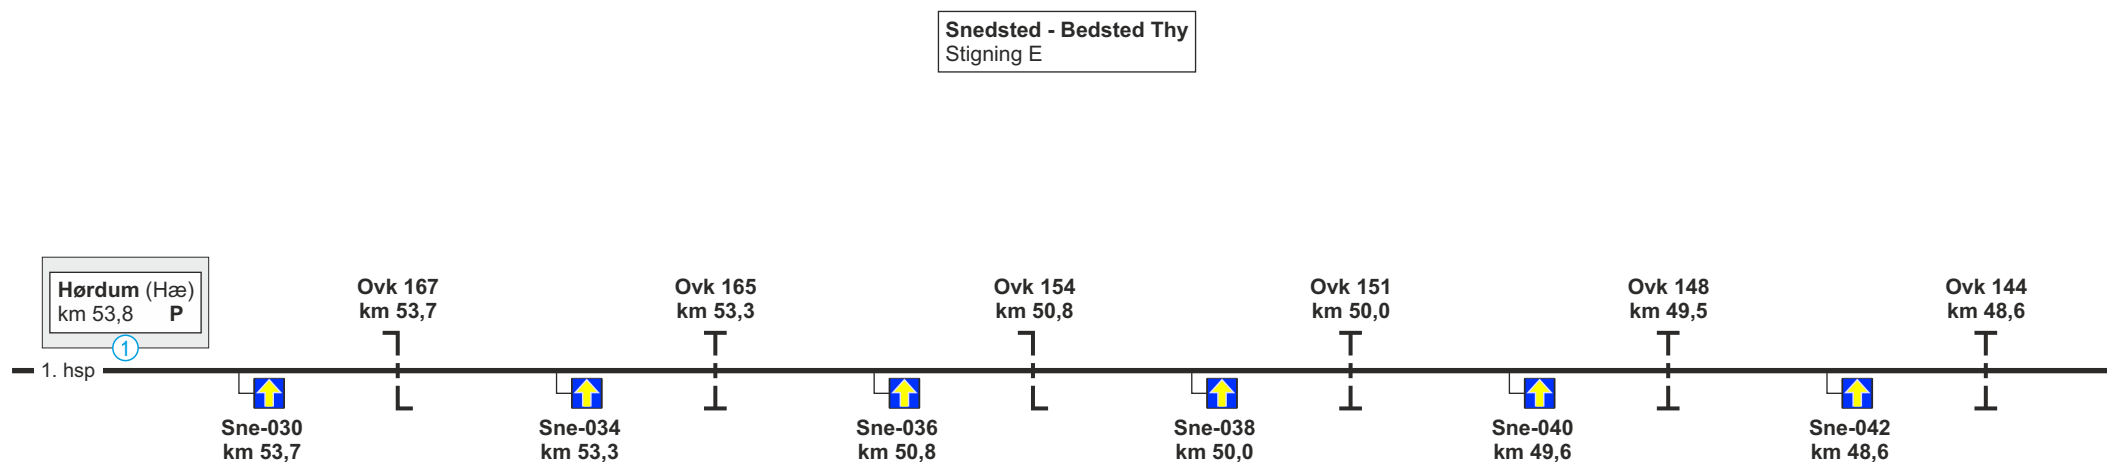 Snedsted - Bedsted Thy
Stigning E
Hørdum (Hæ)
km 53,8 P
1
1. hsp
Ovk 167
km 53,7
Ovk 165
km 53,3
Ovk 154
km 50,8
Ovk 151
km 50,0
Ovk 148
km 49,5
Ovk 144
km 48,6
Sne-030
km 53,7
Sne-034
km 53,3
Sne-036
km 50,8
Sne-038
km 50,0
Sne-040
km 49,6
Sne-042
km 48,6